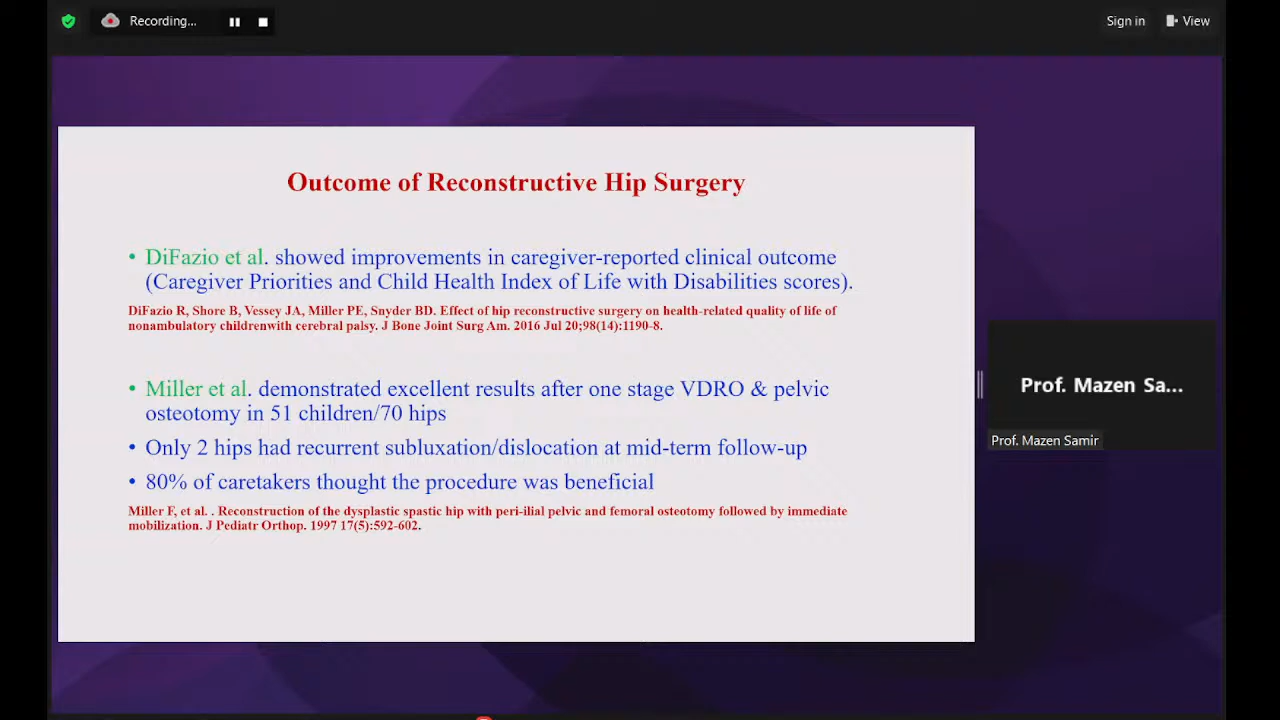 Recording...
Sign in
View
Outcome of Reconstructive Hip Surgery
• DiFazio et al. showed improvements in caregiver-reported clinical outcome
(Caregiver Priorities and Child Health Index of Life with Disabilities scores).
DiFazio R, Shore B, Vessey JA, Miller PE, Snyder BD. Effect of hip reconstructive surgery on health-related quality of life of
nonambulatory childrenwith cerebral palsy. J Bone Joint Surg Am. 2016 Jul 20;98(14):1190-8.
• Miller et al. demonstrated excellent results after one stage VDRO & pelvic
osteotomy in 51 children/70 hips
• Only 2 hips had recurrent subluxation/dislocation at mid-term follow-up
• 80% of caretakers thought the procedure was beneficial
Miller F, et al. . Reconstruction of the dysplastic spastic hip with peri-ilial pelvic and femoral osteotomy followed by immediate
mobilization. J Pediatr Orthop. 1997 17(5):592-602.
Prof. Mazen Sa...
Prof. Mazen Samir